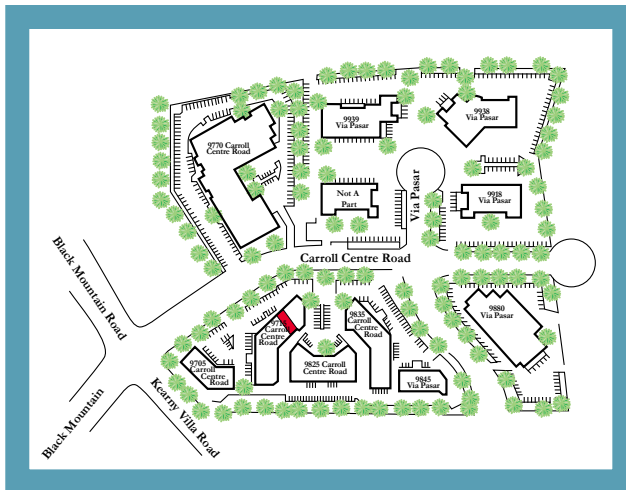 9770 Carroll
Centre Road
9939
Via Pasar
9938
Via Pasar
Not A
Part
Via Pasar
9918
Via Pasar
Carroll Centre Road
Black Mountain Road
Black Mountain
Kearny Villa Road
9705
Carroll
Centre
Road
Carroll
Centre
Road
9825 Carroll
Centre Road
9835
Carroll
Centre
Road
9845
Via Pasar
9880
Via Pasar